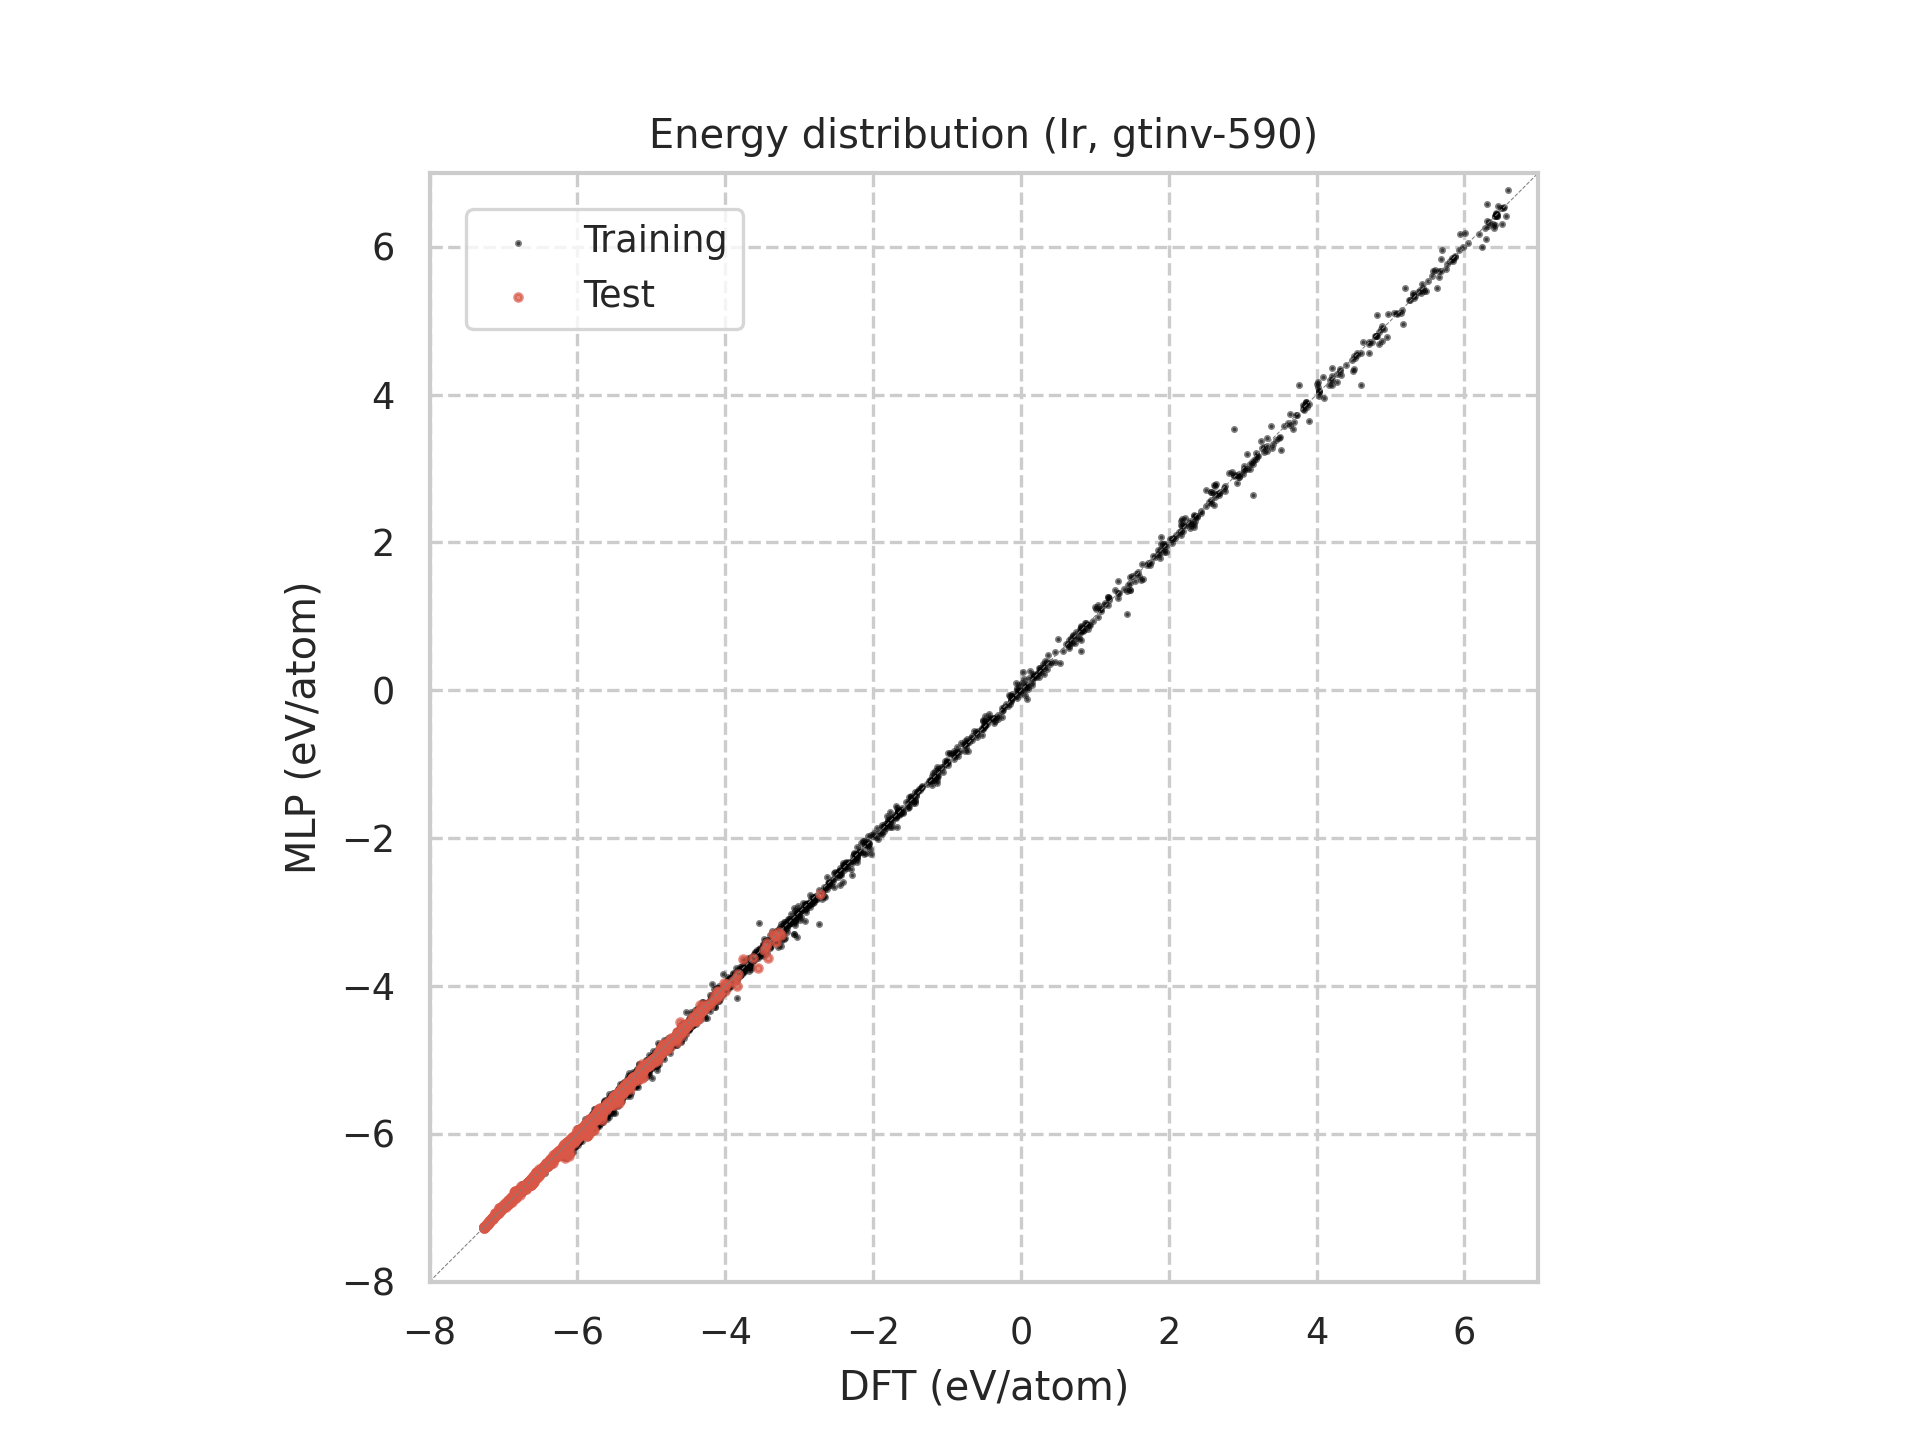 Energy distribution (Ir, gtinv-590)
Training
Test
6
4
2
0
−2
−4
−6
−8
MLP (eV/atom)
−8 −6 −4 −2 0 2 4 6
DFT (eV/atom)